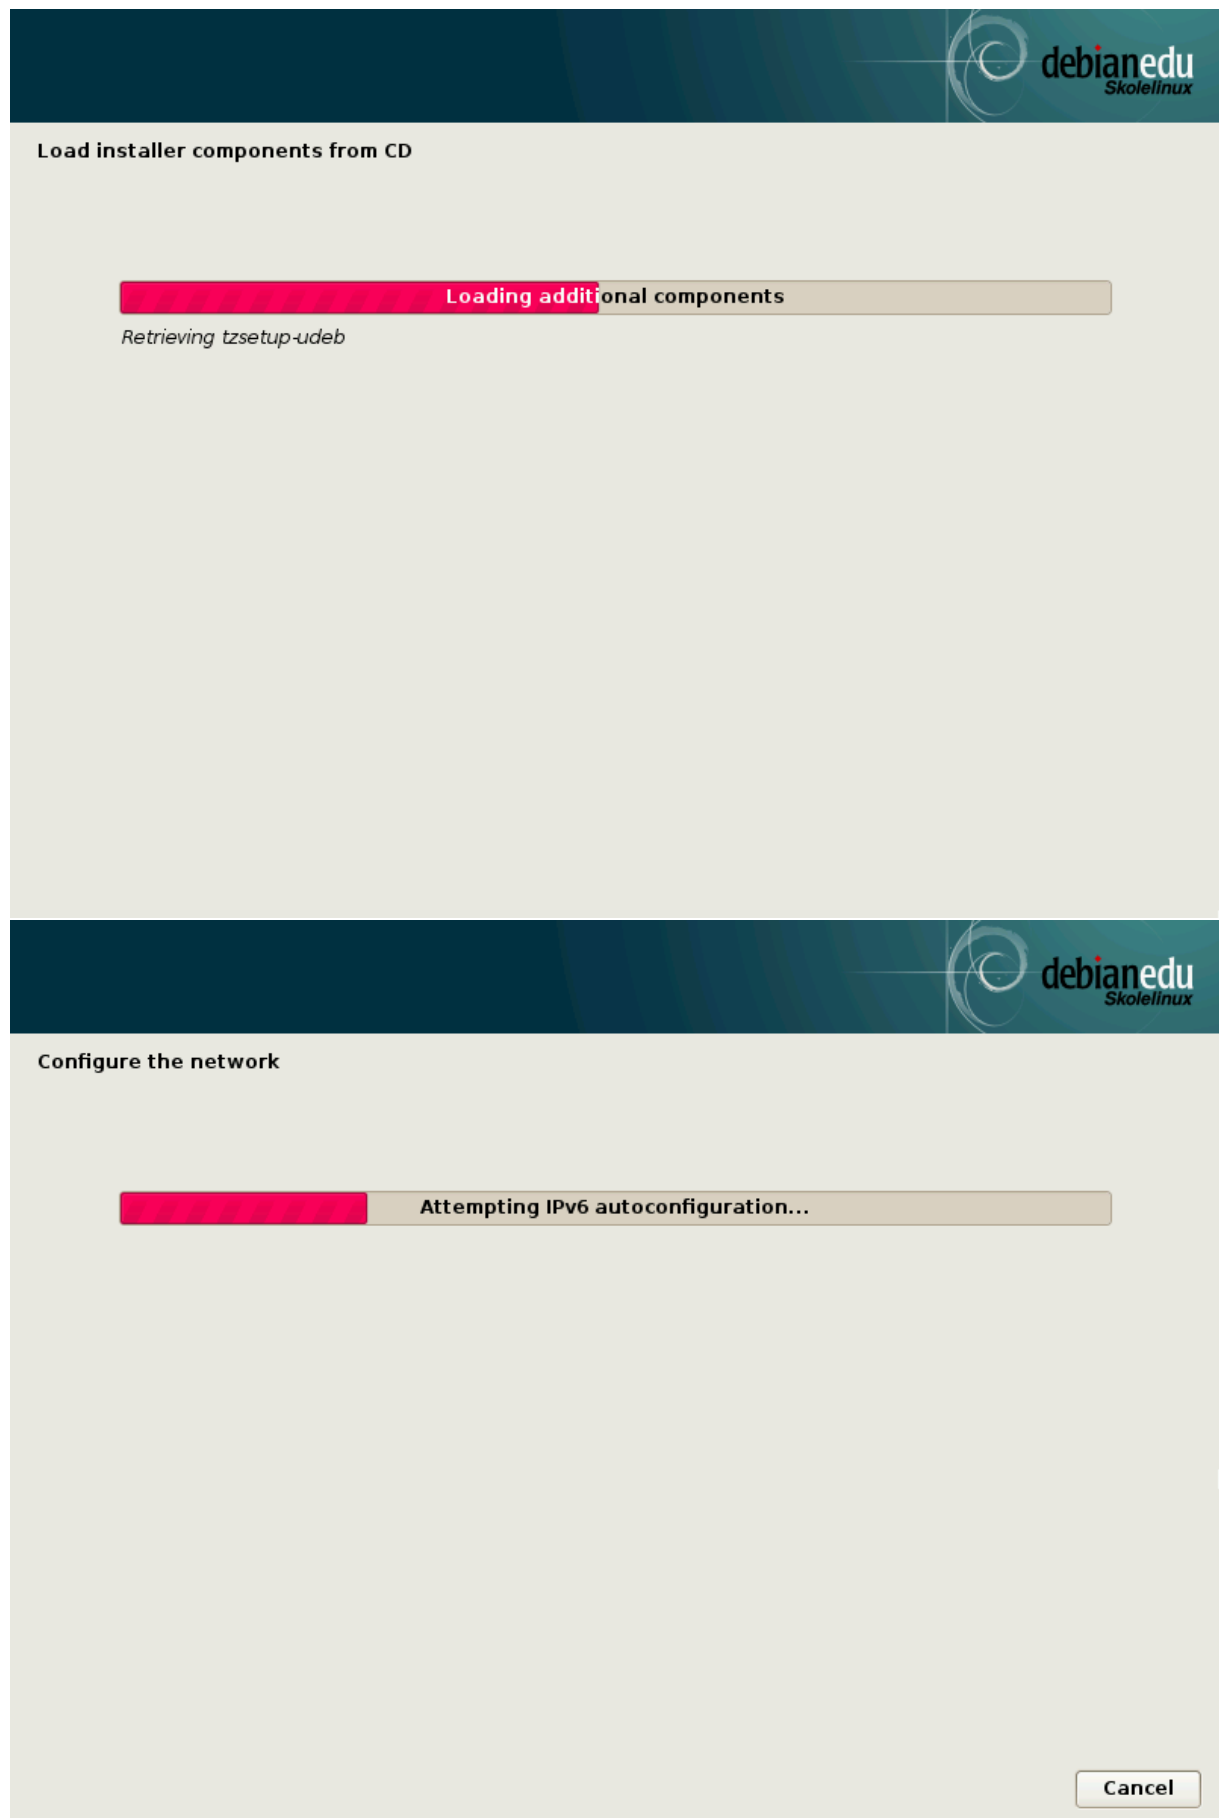 debianedu
Skolelinux
Load installer components from CD
Loading additional components
Retrieving tzsetup-udeb
debianedu
Skolelinux
Configure the network
Attempting IPv6 autoconfiguration...
Cancel